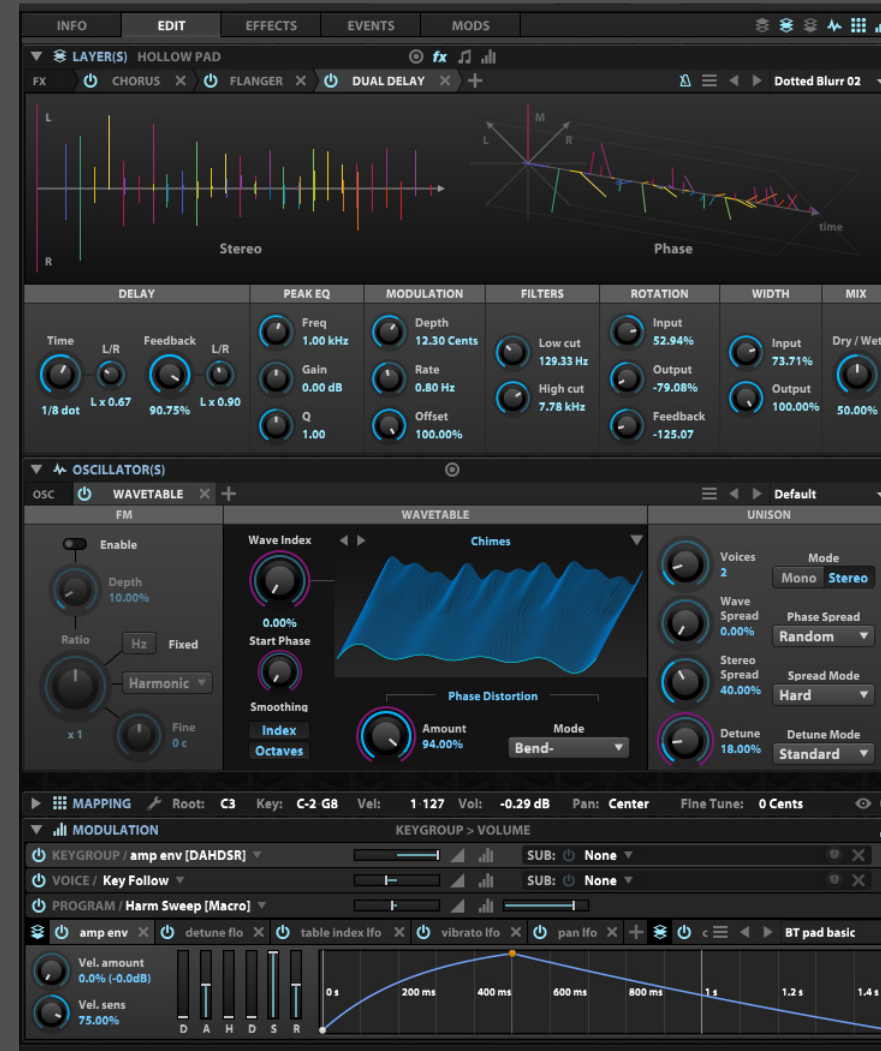 INFO EDIT EFFECTS EVENTS MODS
LAYER(S) HOLLOW PAD fx
FX CHORUS FLANGER DUAL DELAY Dotted Blurr 02
L M
L R
time
Stereo Phase
R
DELAY PEAK EQ MODULATION FILTERS ROTATION WIDTH MIX
Time L/R Feedback L/R
1/8 dot L x 0.67 90.75% L x 0.90
Freq
1.00 kHz
Gain
0.00 dB
Q
1.00
Depth
12.30 Cents
Rate
0.80 Hz
Offset
100.00%
Low cut
129.33 Hz
High cut
7.78 kHz
Input
52.94%
Output
-79.08%
Feedback
-125.07
Input
73.71%
Output
100.00%
Dry / Wet
50.00%
OSCILLATOR(S)
OSC WAVETABLE Default
FM WAVETABLE UNISON
Enable
Depth
10.00%
Ratio
Hz Fixed
Harmonic
x 1
Fine
0 c
Wave Index
0.00%
Start Phase
Smoothing
Index
Octaves
Chimes
Phase Distortion
Amount
94.00%
Mode
Bend-
Voices
2
Wave
Spread
0.00%
Stereo
Spread
40.00%
Detune
18.00%
Mode
Mono Stereo
Phase Spread
Random
Spread Mode
Hard
Detune Mode
Standard
MAPPING Root: C3 Key: C-2 G8 Vel: 1 127 Vol: -0.29 dB Pan: Center Fine Tune: 0 Cents
MODULATION KEYGROUP > VOLUME
KEYGROUP / amp env [DAHDSR] SUB: None
VOICE / Key Follow SUB: None
PROGRAM / Harm Sweep [Macro]
amp env detune flo table index lfo vibrato lfo pan lfo c BT pad basic
Vel. amount
0.0% (-0.0dB)
Vel. sens
75.00%
D A H D S R
0 s 200 ms 400 ms 600 ms 800 ms 1 s 1.2 s 1.4 s